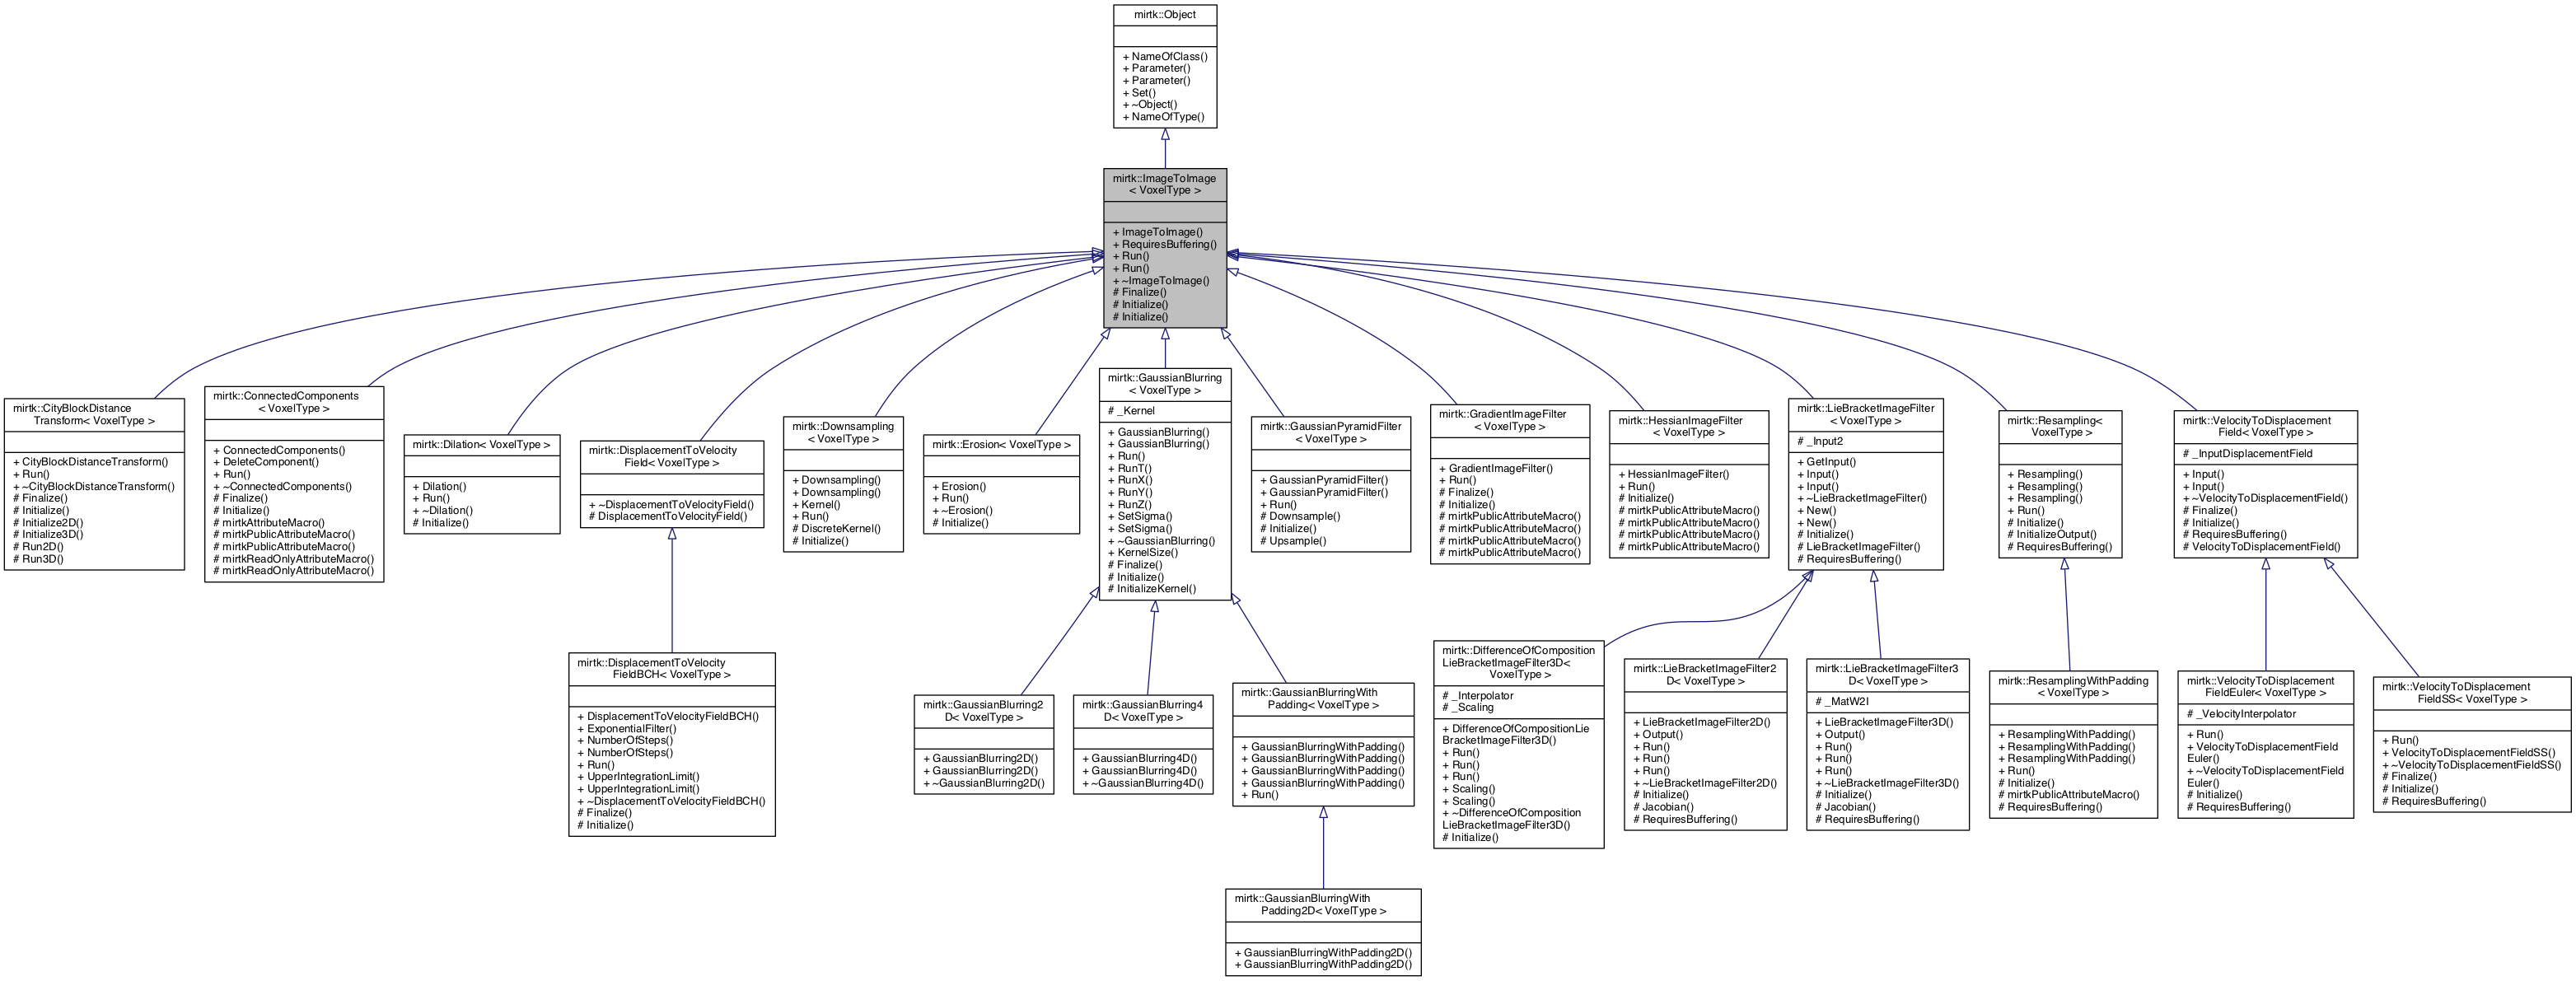 mirtk::Object
+ NameOfClass()
+ Parameter()
+ Parameter()
+ Set()
+ ~Object()
+ NameOfType()
mirtk::ImageToImage
< VoxelType >
+ ImageToImage()
+ RequiresBuffering()
+ Run()
+ Run()
+ ~ImageToImage()
# Finalize()
# Initialize()
# Initialize()
mirtk::CityBlockDistance
Transform< VoxelType >
+ CityBlockDistanceTransform()
+ Run()
+ ~CityBlockDistanceTransform()
# Finalize()
# Initialize()
# Initialize2D()
# Initialize3D()
# Run2D()
# Run3D()
mirtk::ConnectedComponents
< VoxelType >
+ ConnectedComponents()
+ DeleteComponent()
+ Run()
+ ~ConnectedComponents()
# Finalize()
# Initialize()
# mirtkAttributeMacro()
# mirtkPublicAttributeMacro()
# mirtkPublicAttributeMacro()
# mirtkReadOnlyAttributeMacro()
# mirtkReadOnlyAttributeMacro()
mirtk::Dilation< VoxelType >
+ Dilation()
+ Run()
+ ~Dilation()
# Initialize()
mirtk::DisplacementToVelocity
Field< VoxelType >
+ ~DisplacementToVelocityField()
# DisplacementToVelocityField()
mirtk::Downsampling
< VoxelType >
+ Downsampling()
+ Downsampling()
+ Kernel()
+ Run()
# DiscreteKernel()
# Initialize()
mirtk::Erosion< VoxelType >
+ Erosion()
+ Run()
+ ~Erosion()
# Initialize()
mirtk::GaussianBlurring
< VoxelType >
# _Kernel
+ GaussianBlurring()
+ GaussianBlurring()
+ Run()
+ RunT()
+ RunX()
+ RunY()
+ RunZ()
+ SetSigma()
+ SetSigma()
+ ~GaussianBlurring()
+ KernelSize()
# Finalize()
# Initialize()
# InitializeKernel()
mirtk::GaussianPyramidFilter
< VoxelType >
+ GaussianPyramidFilter()
+ GaussianPyramidFilter()
+ Run()
# Downsample()
# Initialize()
# Upsample()
mirtk::GradientImageFilter
< VoxelType >
+ GradientImageFilter()
+ Run()
# Finalize()
# Initialize()
# mirtkPublicAttributeMacro()
# mirtkPublicAttributeMacro()
# mirtkPublicAttributeMacro()
# mirtkPublicAttributeMacro()
mirtk::HessianImageFilter
< VoxelType >
+ HessianImageFilter()
+ Run()
# Initialize()
# mirtkPublicAttributeMacro()
# mirtkPublicAttributeMacro()
# mirtkPublicAttributeMacro()
# mirtkPublicAttributeMacro()
mirtk::LieBracketImageFilter
< VoxelType >
# _Input2
+ GetInput()
+ Input()
+ Input()
+ ~LieBracketImageFilter()
+ New()
+ New()
# Initialize()
# LieBracketImageFilter()
# RequiresBuffering()
mirtk::Resampling<
VoxelType >
+ Resampling()
+ Resampling()
+ Resampling()
+ Run()
# Initialize()
# InitializeOutput()
# RequiresBuffering()
mirtk::VelocityToDisplacement
Field< VoxelType >
# _InputDisplacementField
+ Input()
+ Input()
+ ~VelocityToDisplacementField()
# Finalize()
# Initialize()
# RequiresBuffering()
# VelocityToDisplacementField()
mirtk::DisplacementToVelocity
FieldBCH< VoxelType >
+ DisplacementToVelocityFieldBCH()
+ ExponentialFilter()
+ NumberOfSteps()
+ NumberOfSteps()
+ Run()
+ UpperIntegrationLimit()
+ UpperIntegrationLimit()
+ ~DisplacementToVelocityFieldBCH()
# Finalize()
# Initialize()
mirtk::GaussianBlurring2
D< VoxelType >
+ GaussianBlurring2D()
+ GaussianBlurring2D()
+ ~GaussianBlurring2D()
mirtk::GaussianBlurring4
D< VoxelType >
+ GaussianBlurring4D()
+ GaussianBlurring4D()
+ ~GaussianBlurring4D()
mirtk::GaussianBlurringWith
Padding< VoxelType >
+ GaussianBlurringWithPadding()
+ GaussianBlurringWithPadding()
+ GaussianBlurringWithPadding()
+ GaussianBlurringWithPadding()
+ Run()
mirtk::DifferenceOfComposition
LieBracketImageFilter3D<
VoxelType >
# _Interpolator
# _Scaling
+ DifferenceOfCompositionLie
BracketImageFilter3D()
+ Run()
+ Run()
+ Run()
+ Scaling()
+ Scaling()
+ ~DifferenceOfComposition
LieBracketImageFilter3D()
# Initialize()
mirtk::LieBracketImageFilter2
D< VoxelType >
+ LieBracketImageFilter2D()
+ Output()
+ Run()
+ Run()
+ Run()
+ ~LieBracketImageFilter2D()
# Initialize()
# Jacobian()
# RequiresBuffering()
mirtk::LieBracketImageFilter3
D< VoxelType >
# _MatW2I
+ LieBracketImageFilter3D()
+ Output()
+ Run()
+ Run()
+ Run()
+ ~LieBracketImageFilter3D()
# Initialize()
# Jacobian()
# RequiresBuffering()
mirtk::ResamplingWithPadding
< VoxelType >
+ ResamplingWithPadding()
+ ResamplingWithPadding()
+ ResamplingWithPadding()
+ Run()
# Initialize()
# mirtkPublicAttributeMacro()
# RequiresBuffering()
mirtk::VelocityToDisplacement
FieldEuler< VoxelType >
# _VelocityInterpolator
+ Run()
+ VelocityToDisplacementField
Euler()
+ ~VelocityToDisplacementField
Euler()
# Initialize()
# RequiresBuffering()
mirtk::VelocityToDisplacement
FieldSS< VoxelType >
+ Run()
+ VelocityToDisplacementFieldSS()
+ ~VelocityToDisplacementFieldSS()
# Finalize()
# Initialize()
# RequiresBuffering()
mirtk::GaussianBlurringWith
Padding2D< VoxelType >
+ GaussianBlurringWithPadding2D()
+ GaussianBlurringWithPadding2D()